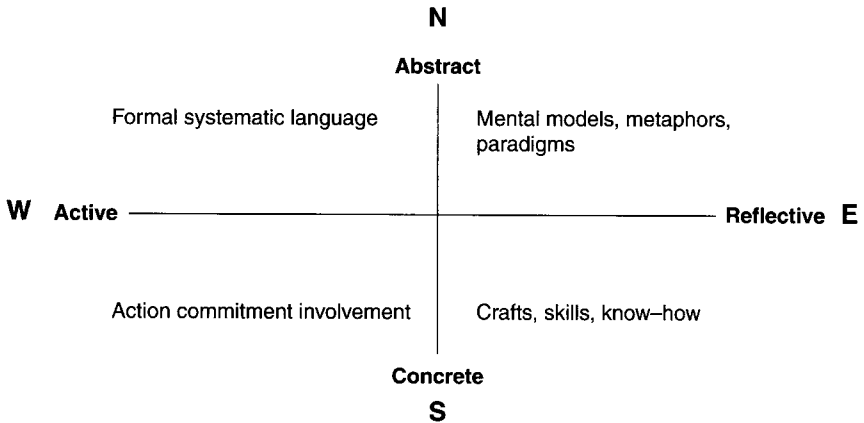 N
Abstract
Formal systematic language
Mental models, metaphors,
paradigms
W Active
Reflective E
Action commitment involvement
Crafts, skills, know–how
Concrete
S